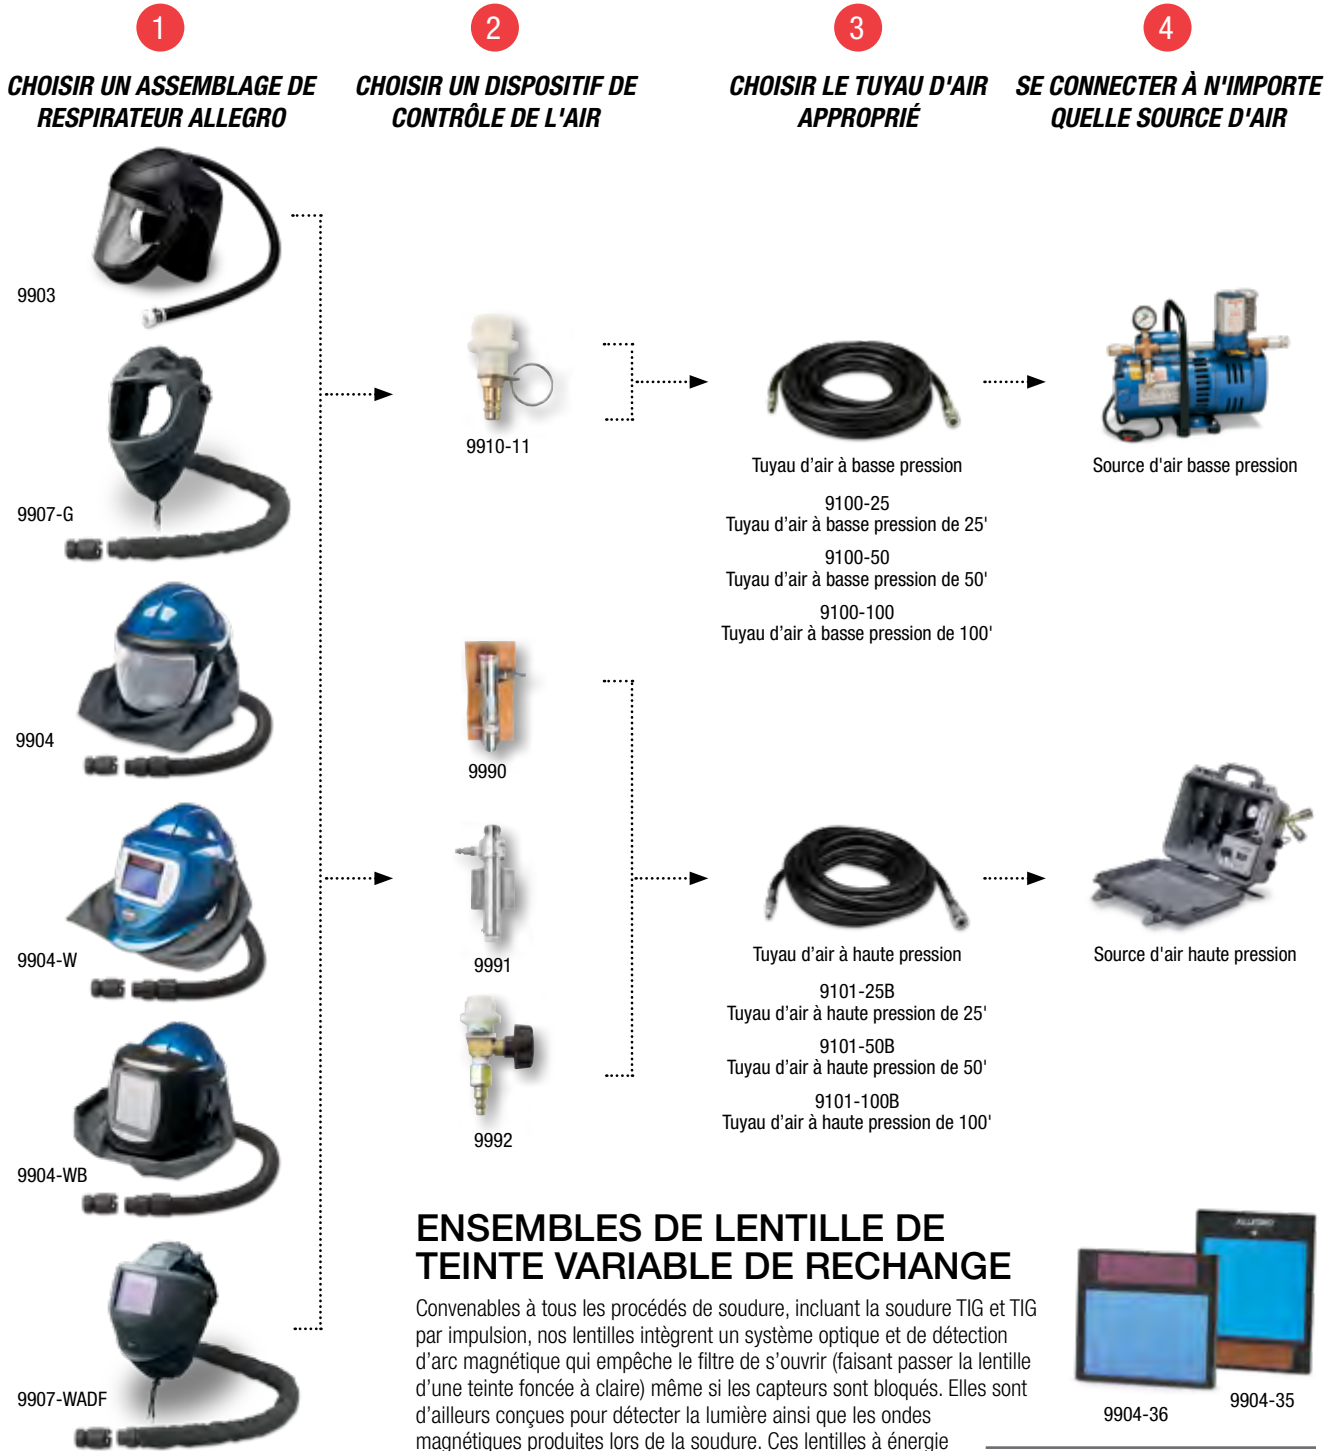 1
CHOISIR UN ASSEMBLAGE DE
RESPIRATEUR ALLEGRO
2
CHOISIR UN DISPOSITIF DE
CONTRÔLE DE L'AIR
3
CHOISIR LE TUYAU D'AIR
APPROPRIÉ
4
SE CONNECTER À N'IMPORTE
QUELLE SOURCE D'AIR
9903
9907-G
9904
9904-W
9904-WB
9907-WADF
9910-11
9990
9991
9992
Tuyau d’air à basse pression
9100-25
Tuyau d’air à basse pression de 25'
9100-50
Tuyau d’air à basse pression de 50'
9100-100
Tuyau d’air à basse pression de 100'
Tuyau d’air à haute pression
9101-25B
Tuyau d’air à haute pression de 25'
9101-50B
Tuyau d’air à haute pression de 50'
9101-100B
Tuyau d’air à haute pression de 100'
Source d'air basse pression
Source d'air haute pression
ENSEMBLES DE LENTILLE DE
TEINTE VARIABLE DE RECHANGE
Convenables à tous les procédés de soudure, incluant la soudure TIG et TIG
par impulsion, nos lentilles intègrent un système optique et de détection
d’arc magnétique qui empêche le filtre de s’ouvrir (faisant passer la lentille
d’une teinte foncée à claire) même si les capteurs sont bloqués. Elles sont
d’ailleurs conçues pour détecter la lumière ainsi que les ondes
magnétiques produites lors de la soudure. Ces lentilles à énergie
ALLEGRO
9904-36
9904-35